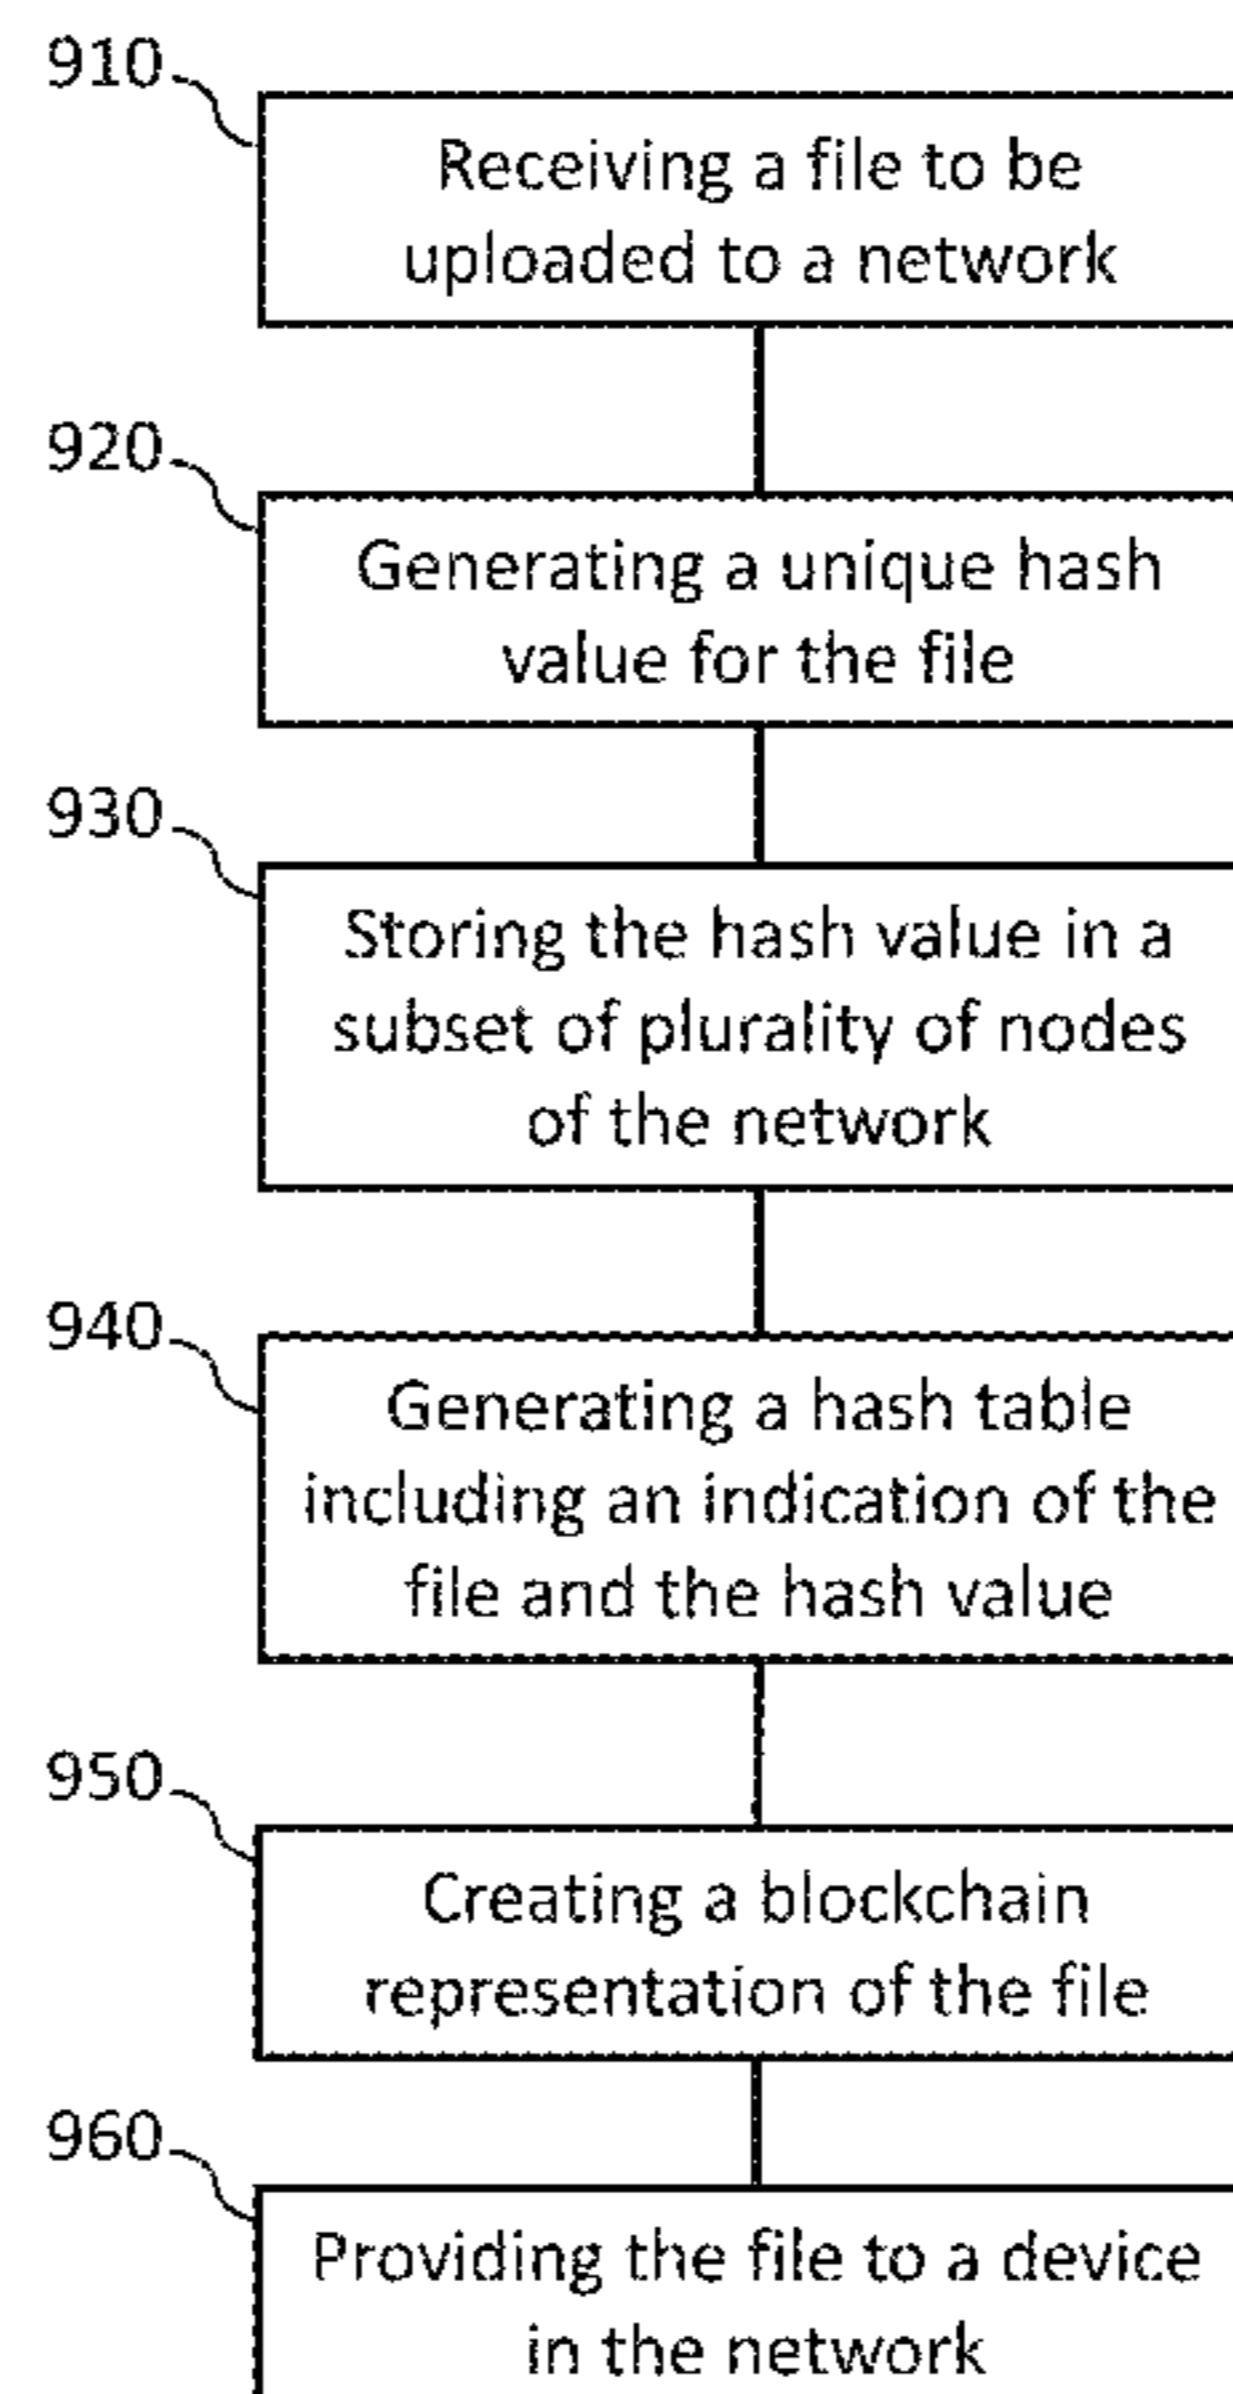 910
Receiving a file to be
uploaded to a network
920
Generating a unique hash
value for the file
930
Storing the hash value in a
subset of plurality of nodes
of the network
940
Generating a hash table
including an indication of the
file and the hash value
950
Creating a blockchain
representation of the file
960
Providing the file to a device
in the network